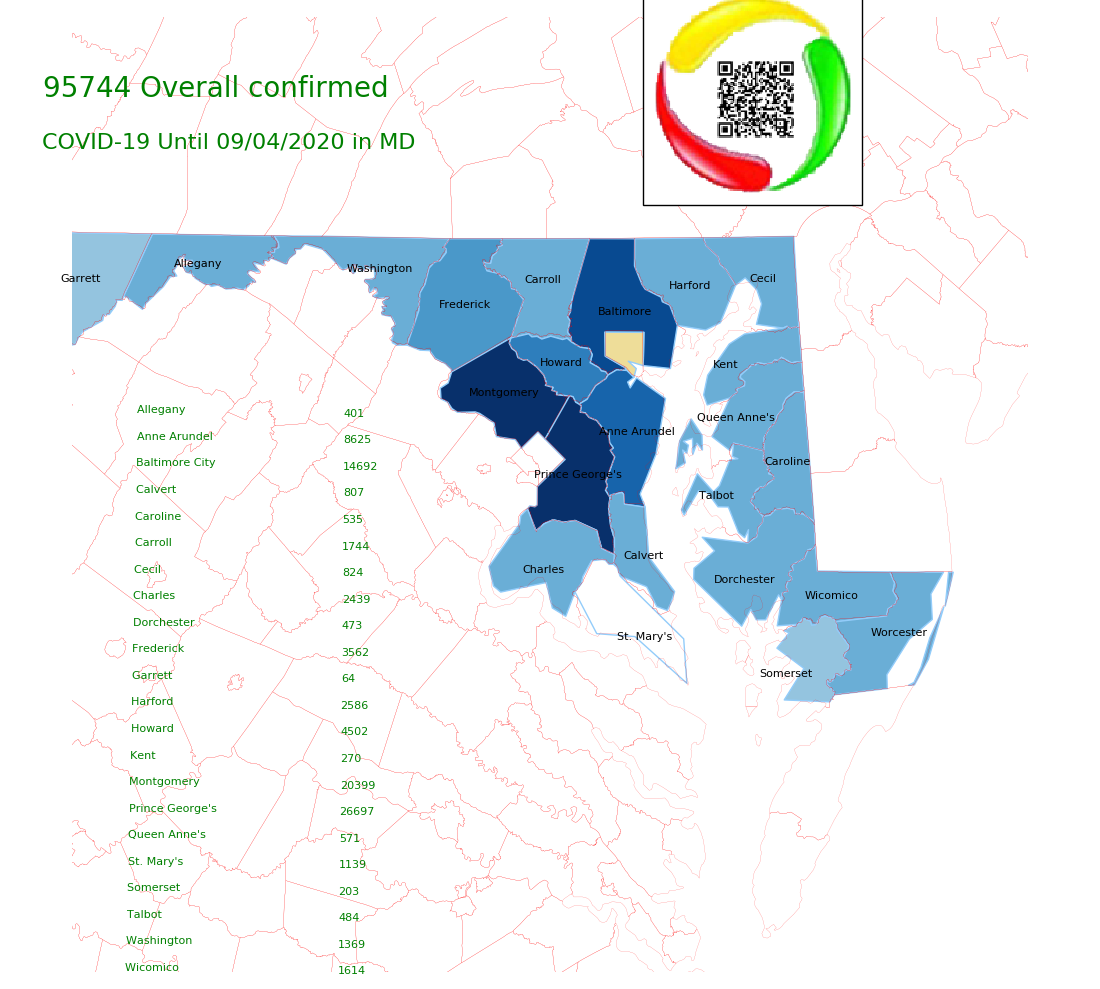 95744 Overall confirmed
COVID-19 Until 09/04/2020 in MD
Garrett
Allegany
Washington
Frederick
Carroll
Baltimore
Harford
Cecil
Howard
Montgomery
Kent
Queen Anne's
Anne Arundel
Prince George's
Caroline
Talbot
Calvert
Charles
Dorchester
Wicomico
St. Mary's
Worcester
Somerset
Allegany 401
Anne Arundel 8625
Baltimore City 14692
Calvert 807
Caroline 535
Carroll 1744
Cecil 824
Charles 2439
Dorchester 473
Frederick 3562
Garrett 64
Harford 2586
Howard 4502
Kent 270
Montgomery 20399
Prince George's 26697
Queen Anne's 571
St. Mary's 1139
Somerset 203
Talbot 484
Washington 1369
Wicomico 1614